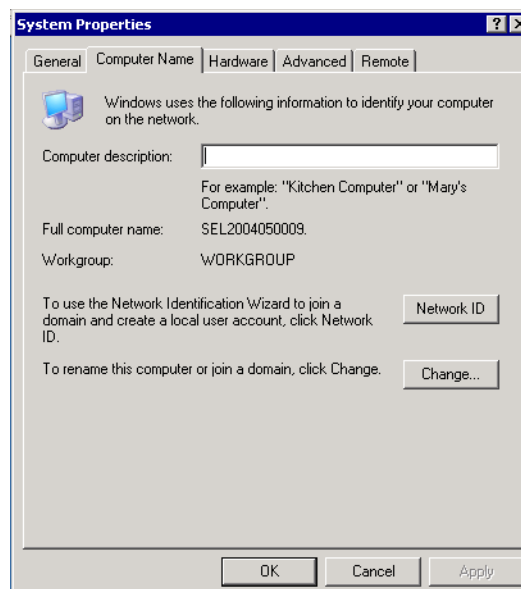 System Properties
General Computer Name Hardware Advanced Remote
Windows uses the following information to identify your computer
on the network.
Computer description:
For example: "Kitchen Computer" or "Mary's
Computer".
Full computer name: SEL2004050009.
Workgroup: WORKGROUP
To use the Network Identification Wizard to join a
domain and create a local user account, click Network
ID.
Network ID
To rename this computer or join a domain, click Change.
Change...
OK Cancel Apply